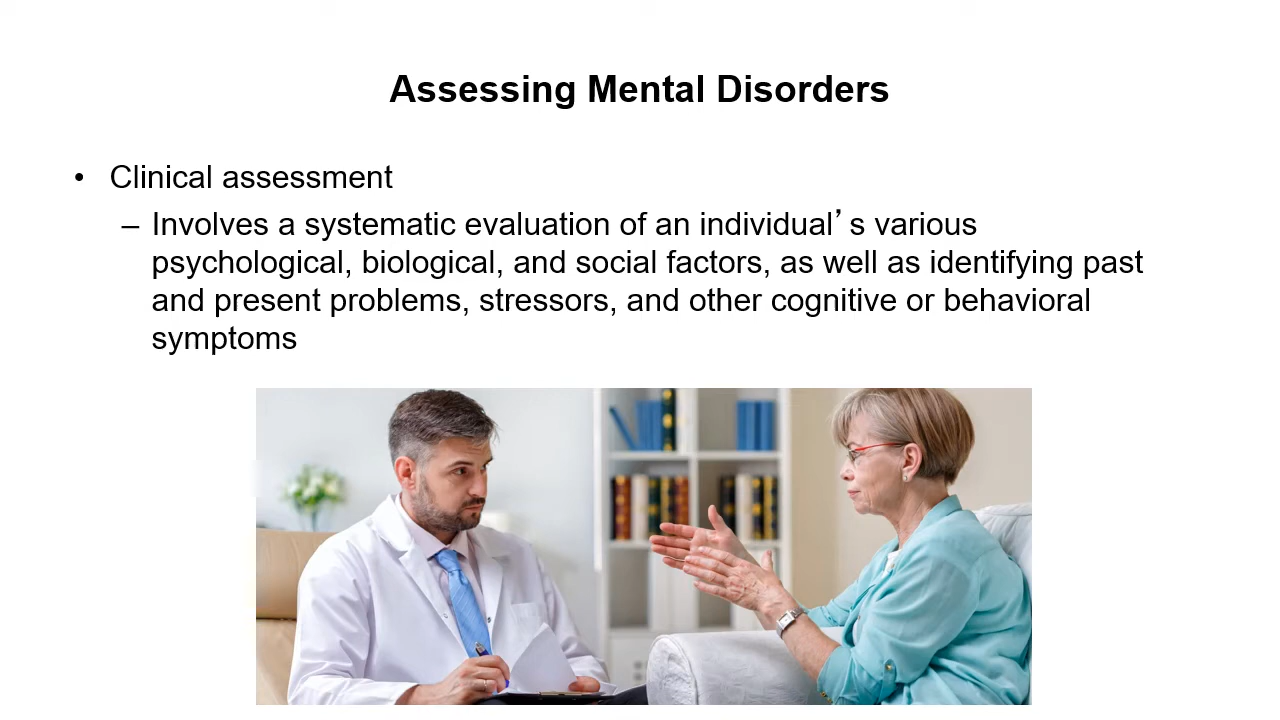 Assessing Mental Disorders
• Clinical assessment
– Involves a systematic evaluation of an individual’s various
psychological, biological, and social factors, as well as identifying past
and present problems, stressors, and other cognitive or behavioral
symptoms